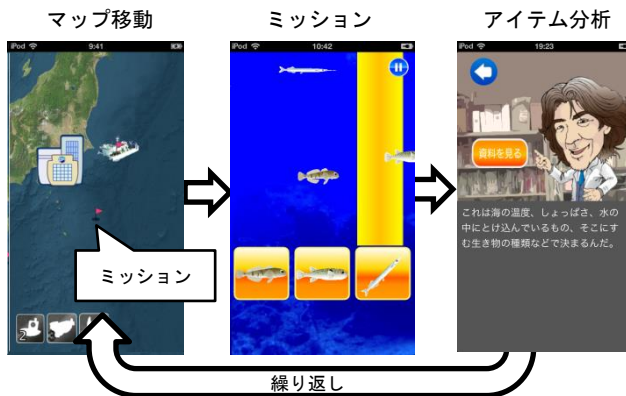 マップ移動
ミッション
アイテム分析
iPod
9:41
iPod
10:42
iPod
19:23
資料を見る
これは海の温度、しょっぱさ、水の
中にとけ込んでいるもの、そこにす
む生き物の種類などで決まるんだ。
ミッション
2
繰り返し